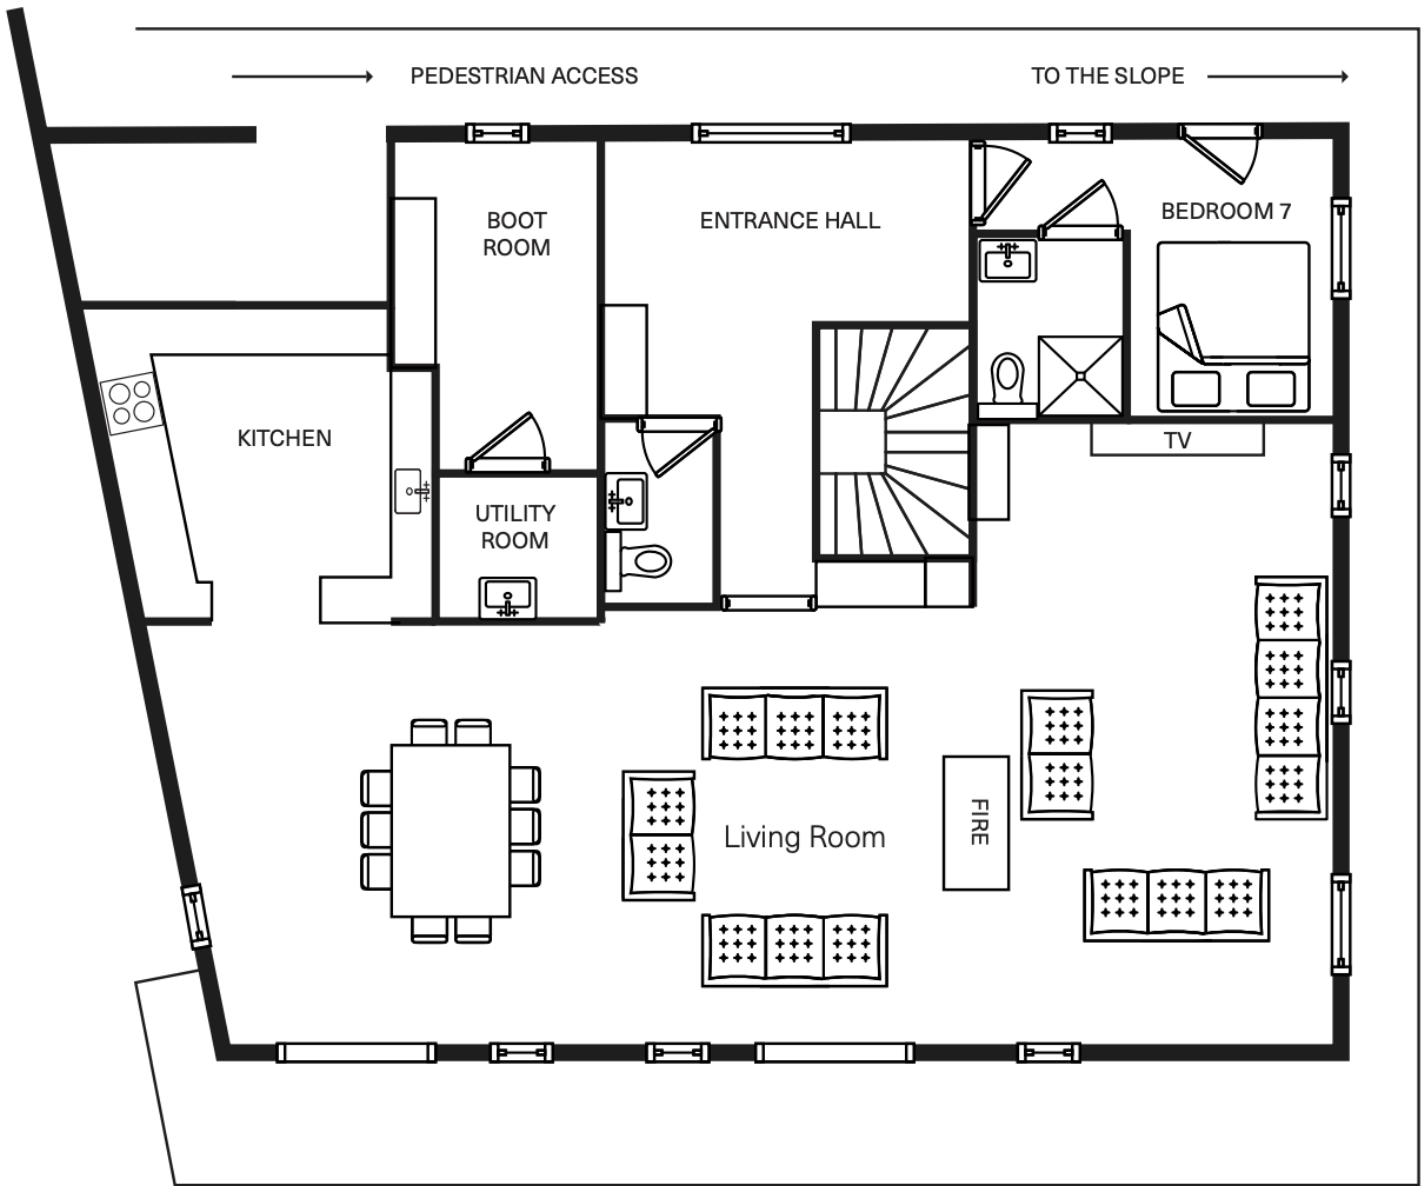 PEDESTRIAN ACCESS
TO THE SLOPE
BOOT
ROOM
ENTRANCE HALL
BEDROOM 7
KITCHEN
TV
UTILITY
ROOM
Living Room
FIRE